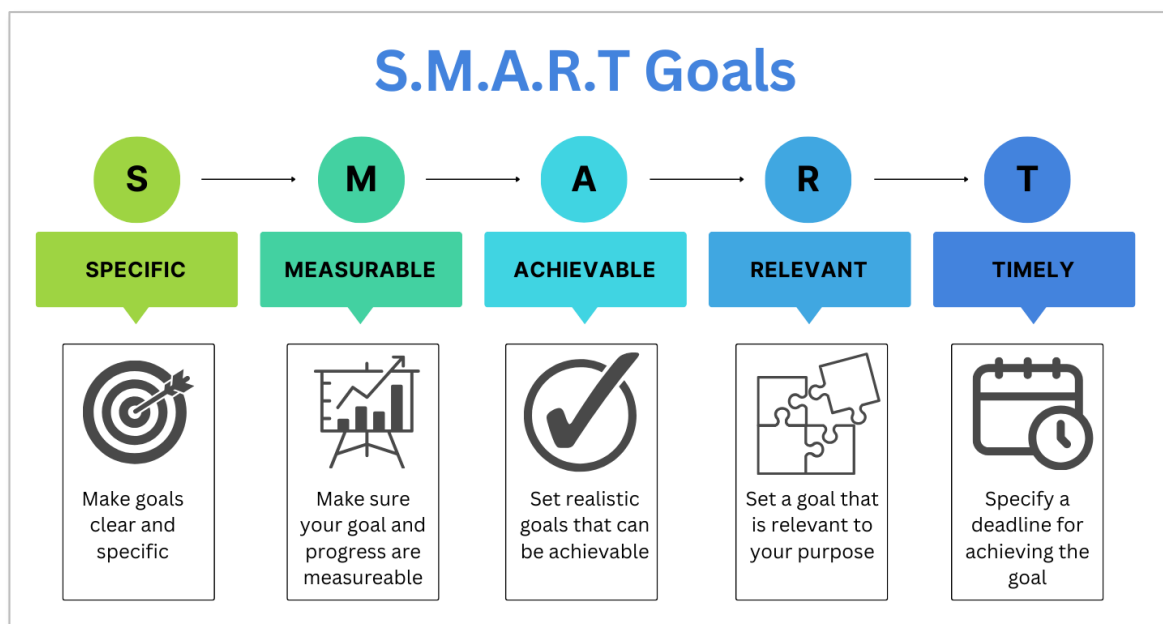 S.M.A.R.T Goals
S
M
A
R
T
SPECIFIC
MEASURABLE
ACHIEVABLE
RELEVANT
TIMELY
Make goals
clear and
specific
Make sure
your goal and
progress are
measureable
Set realistic
goals that can
be achievable
Set a goal that
is relevant to
your purpose
Specify a
deadline for
achieving the
goal